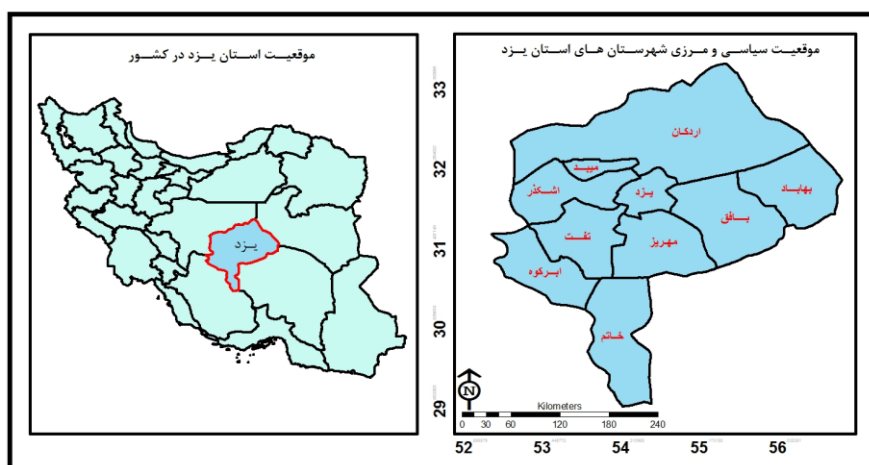 موقعیت استان یزد در کشور
یزد
موقعیت سیاسی و مرزی شهرستان های استان یزد
اردکان
میبد
اشکذر
یزد
بهاباد
بافق
تفت
مهریز
ابرکوه
خاتم
N
Kilometers
0 30 60 120 180 240
33
32
31
30
29
52 53 54 55 56